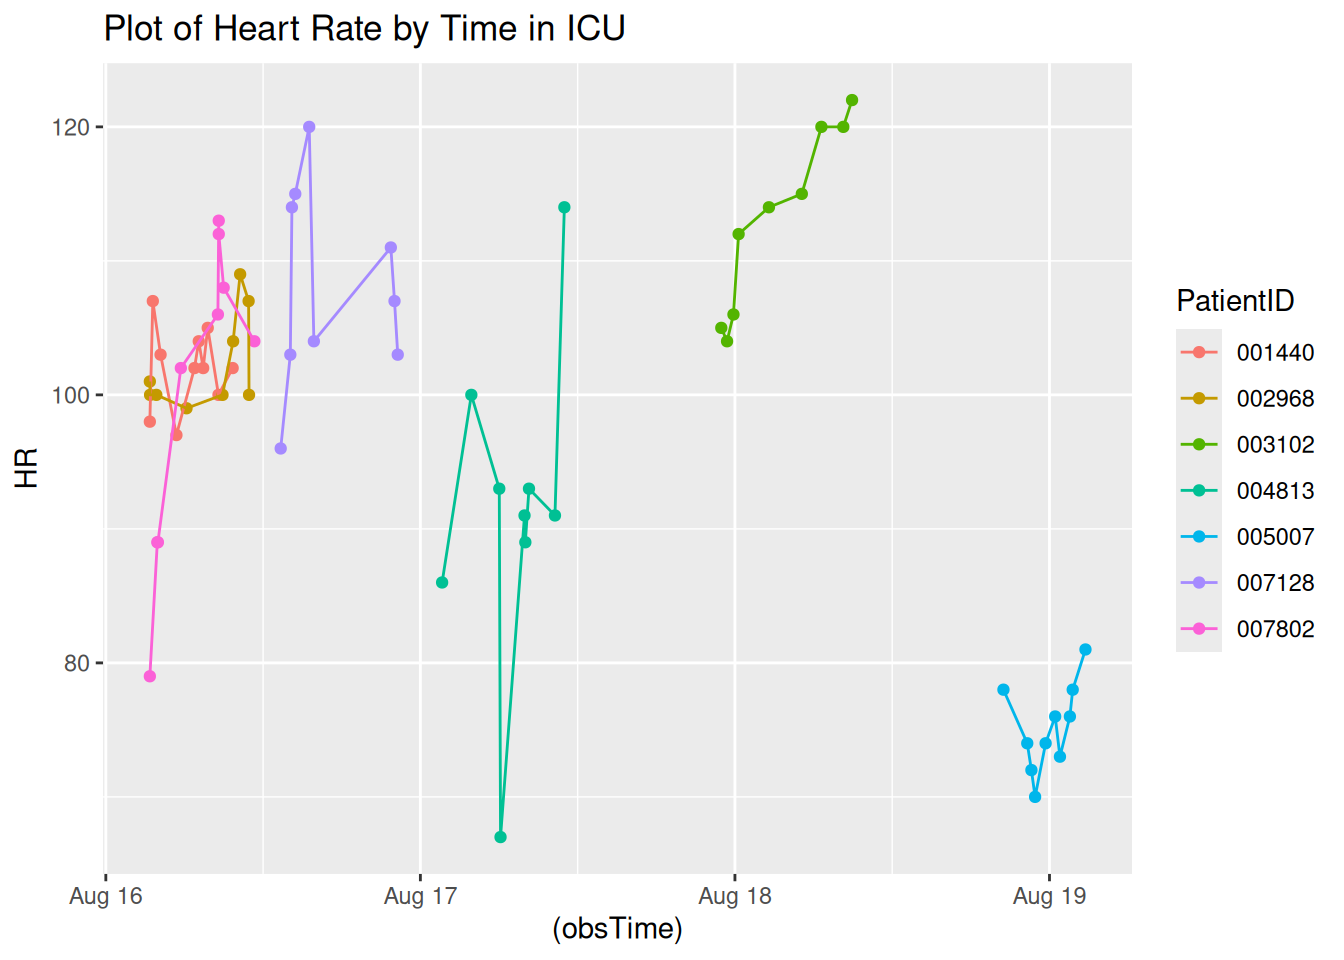 Plot of Heart Rate by Time in ICU
120
100
80
HR
Aug 16
Aug 17
Aug 18
Aug 19
(obsTime)
PatientID
001440
002968
003102
004813
005007
007128
007802